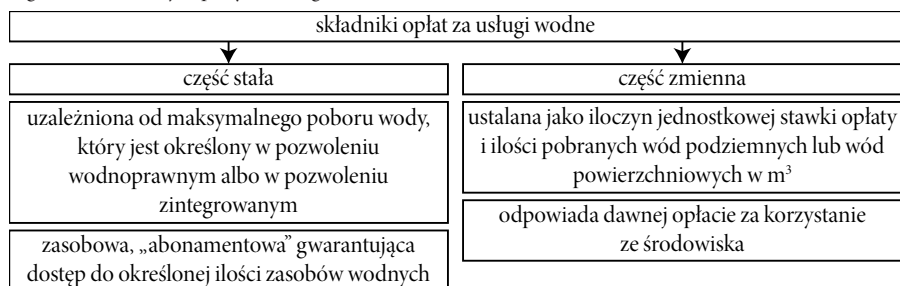 składniki opłat za usługi wodne
część stała
uzależniona od maksymalnego poboru wody,
który jest określony w pozwoleniu
wodnoprawnym albo w pozwoleniu
zintegrowanym
zasobowa, „abonamentowa” gwarantująca
dostęp do określonej ilości zasobów wodnych
część zmienna
ustalana jako iloczyn jednostkowej stawki opłaty
i ilości pobranych wód podziemnych lub wód
powierzchniowych w m³
odpowiada dawnej opłacie za korzystanie
ze środowiska